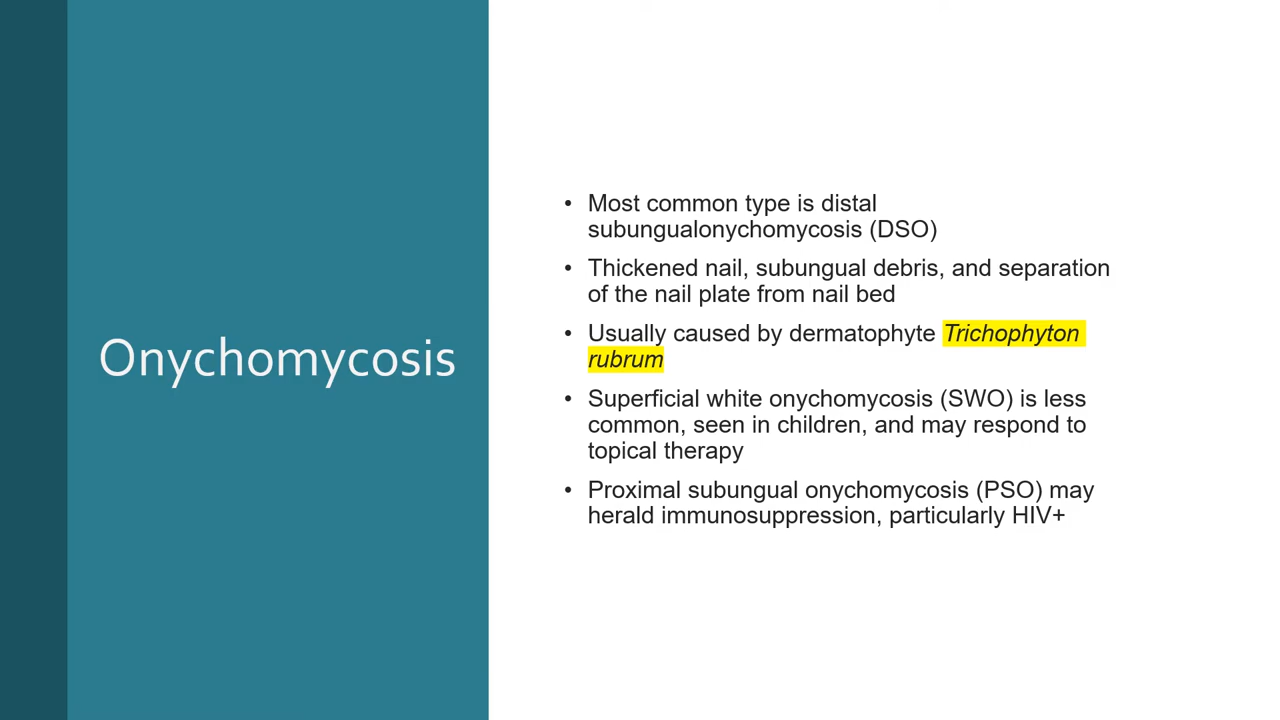 Onychomycosis
• Most common type is distal
subungualonychomycosis (DSO)
• Thickened nail, subungual debris, and separation
of the nail plate from nail bed
• Usually caused by dermatophyte Trichophyton
rubrum
• Superficial white onychomycosis (SWO) is less
common, seen in children, and may respond to
topical therapy
• Proximal subungual onychomycosis (PSO) may
herald immunosuppression, particularly HIV+